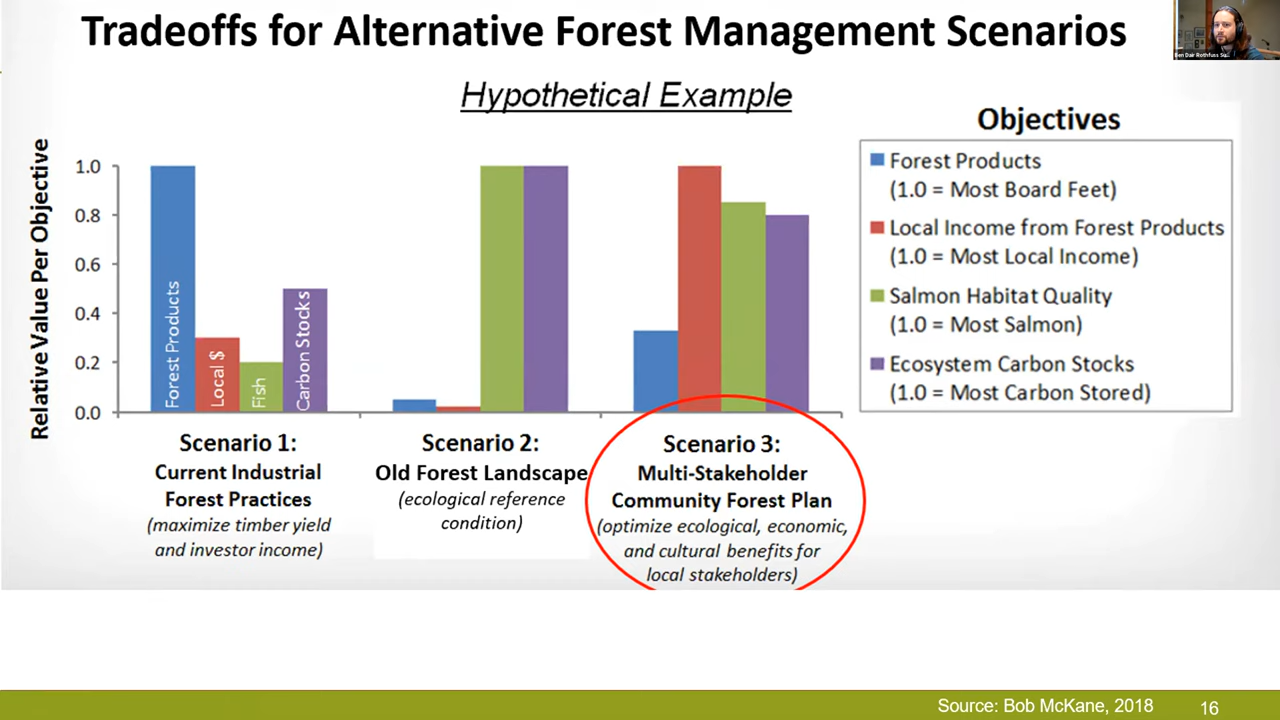 Tradeoffs for Alternative Forest Management Scenarios
Hypothetical Example
Relative Value Per Objective
1.0
0.8
0.6
0.4
0.2
0.0
Forest Products
Local $
Fish
Carbon Stocks
Scenario 1:
Current Industrial
Forest Practices
(maximize timber yield
and investor income)
Scenario 2:
Old Forest Landscape
(ecological reference
condition)
Scenario 3:
Multi-Stakeholder
Community Forest Plan
(optimize ecological, economic,
and cultural benefits for
local stakeholders)
Objectives
Forest Products
(1.0 = Most Board Feet)
Local Income from Forest Products
(1.0 = Most Local Income)
Salmon Habitat Quality
(1.0 = Most Salmon)
Ecosystem Carbon Stocks
(1.0 = Most Carbon Stored)
Ben Dair Rothfuss Su...
Source: Bob McKane, 2018
16